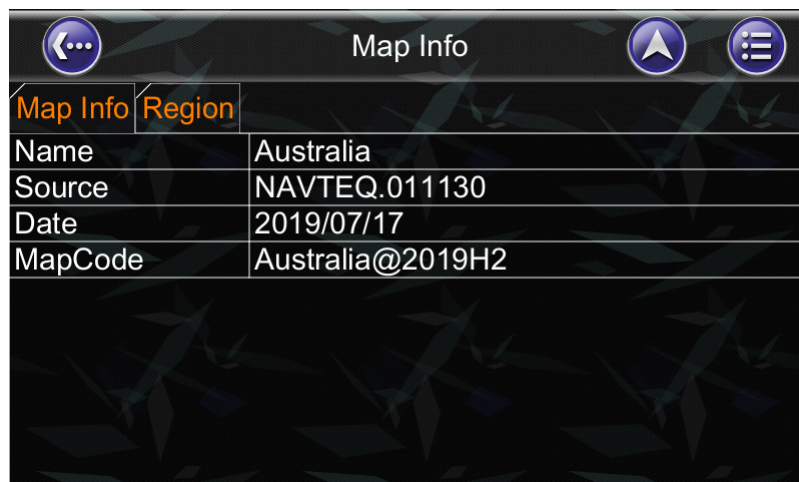 Map Info
Map Info Region
Name Australia
Source NAVTEQ.011130
Date 2019/07/17
MapCode Australia@2019H2